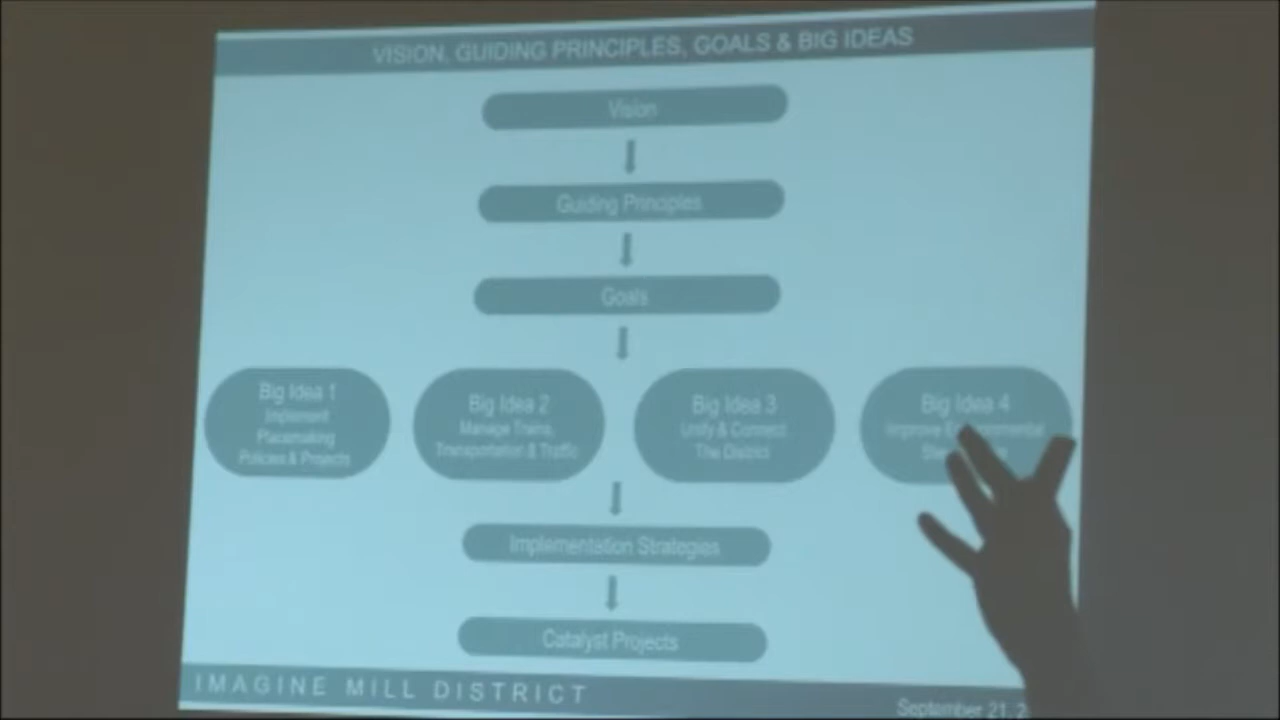 VISION, GUIDING PRINCIPLES, GOALS & BIG IDEAS
Vision
Guiding Principles
Goals
Big Idea 1
Implement
Placemaking
Policies & Projects
Big Idea 2
Manage Trains,
Transportation & Traffic
Big Idea 3
Unify & Connect
The District
Big Idea 4
Improve
Implementation Strategies
Catalyst Projects
IMAGINE MILL DISTRICT
September 21,